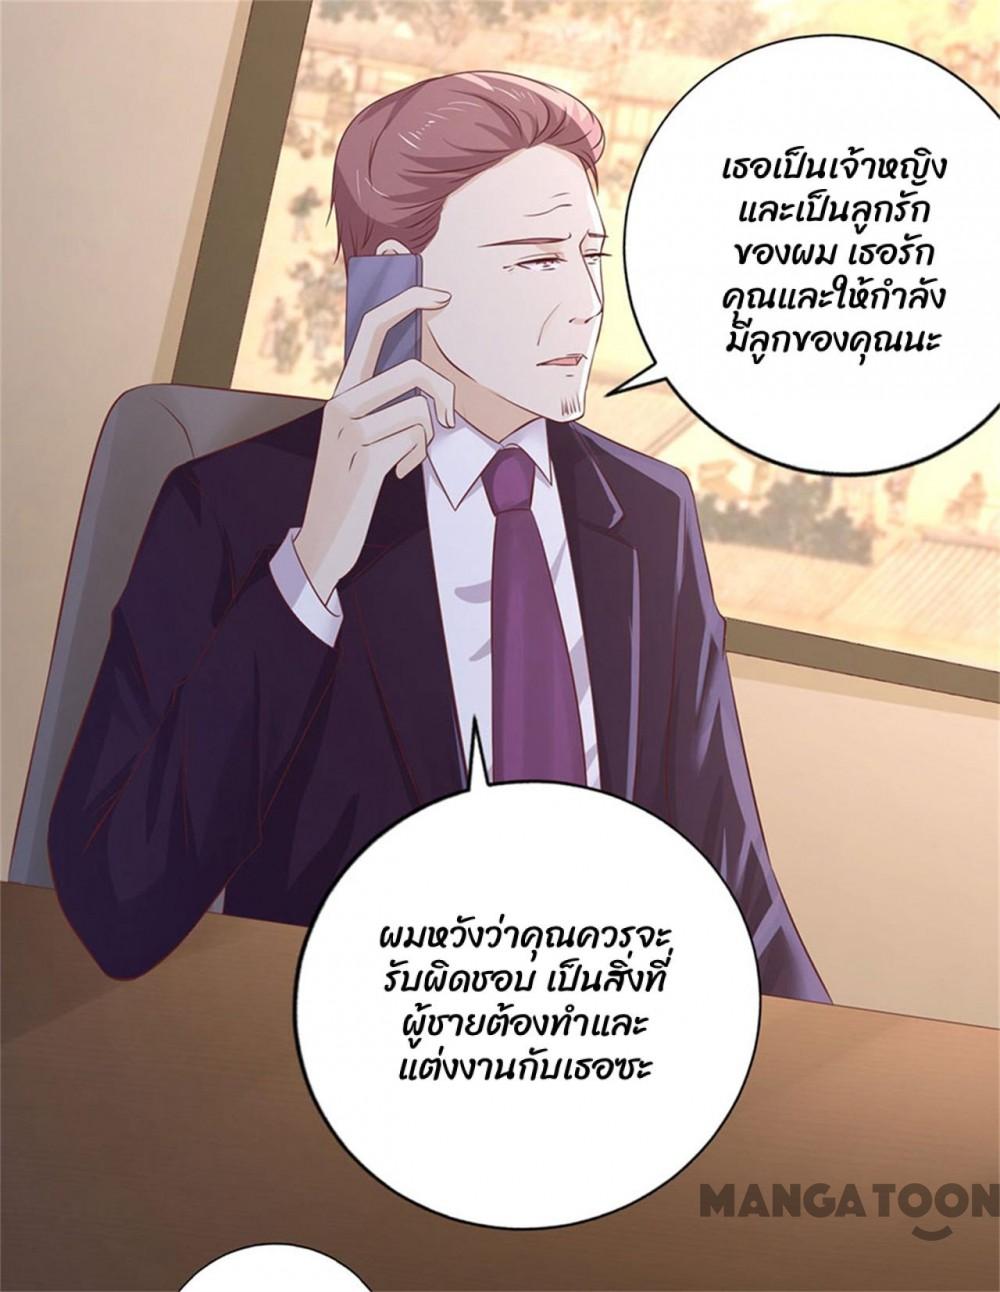 เธอเป็นเจ้าหญิง
และเป็นลูกรัก
ของผม เธอรัก
คุณและให้กำลัง
มีลูกของคุณนะ
ผมหวังว่าคุณควรจะ
รับผิดชอบ เป็นสิ่งที่
ผู้ชายต้องทำและ
แต่งงานกับเธอซะ
MANGATOON